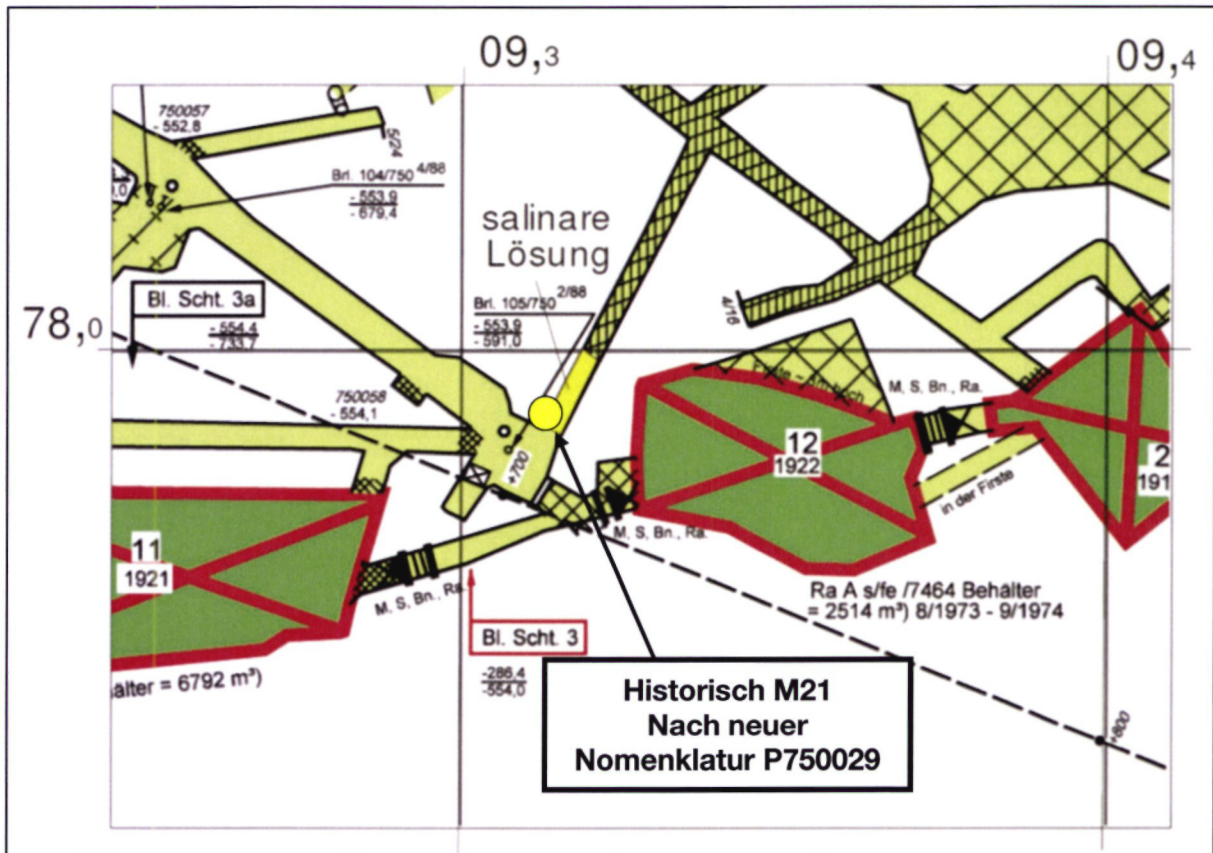 09,3
09,4
750057
- 552,8
5/24
Brl. 104/750 4/88
- 553,9
- 679,4
salinare
Lösung
Brl. 105/750 2/88
- 553,9
- 591,0
4/16
Bl. Scht. 3a
- 554,4
- 733,7
78,0
750058
- 554,1
M. S. Bn., Ra.
12
1922
+700
in der Firste
2
191
M. S. Bn., Ra.
11
1921
M. S. Bn., Ra.
Ra A s/fe /7464 Behälter
= 2514 m³) 8/1973 - 9/1974
Bl. Scht. 3
-286,4
-554,0
älter = 6792 m³)
Historisch M21
Nach neuer
Nomenklatur P750029
+800